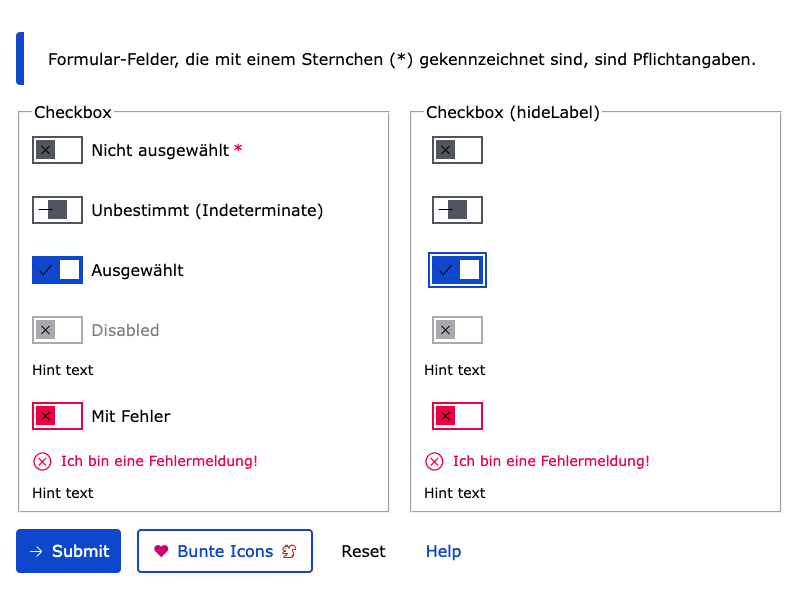 Formular-Felder, die mit einem Sternchen (*) gekennzeichnet sind, sind Pflichtangaben.
Checkbox
Nicht ausgewählt *
Unbestimmt (Indeterminate)
Ausgewählt
Disabled
Hint text
Mit Fehler
Ich bin eine Fehlermeldung!
Hint text
Checkbox (hideLabel)
Hint text
Ich bin eine Fehlermeldung!
Hint text
Submit
Bunte Icons
Reset
Help